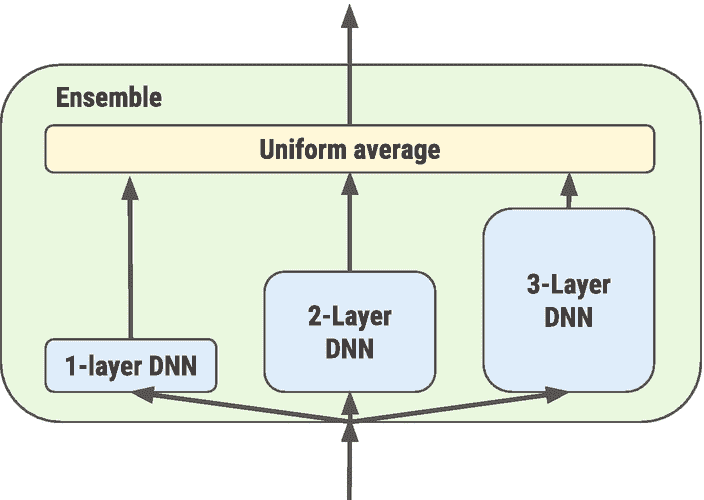 Ensemble
Uniform average
3-Layer
DNN
2-Layer
DNN
1-layer DNN